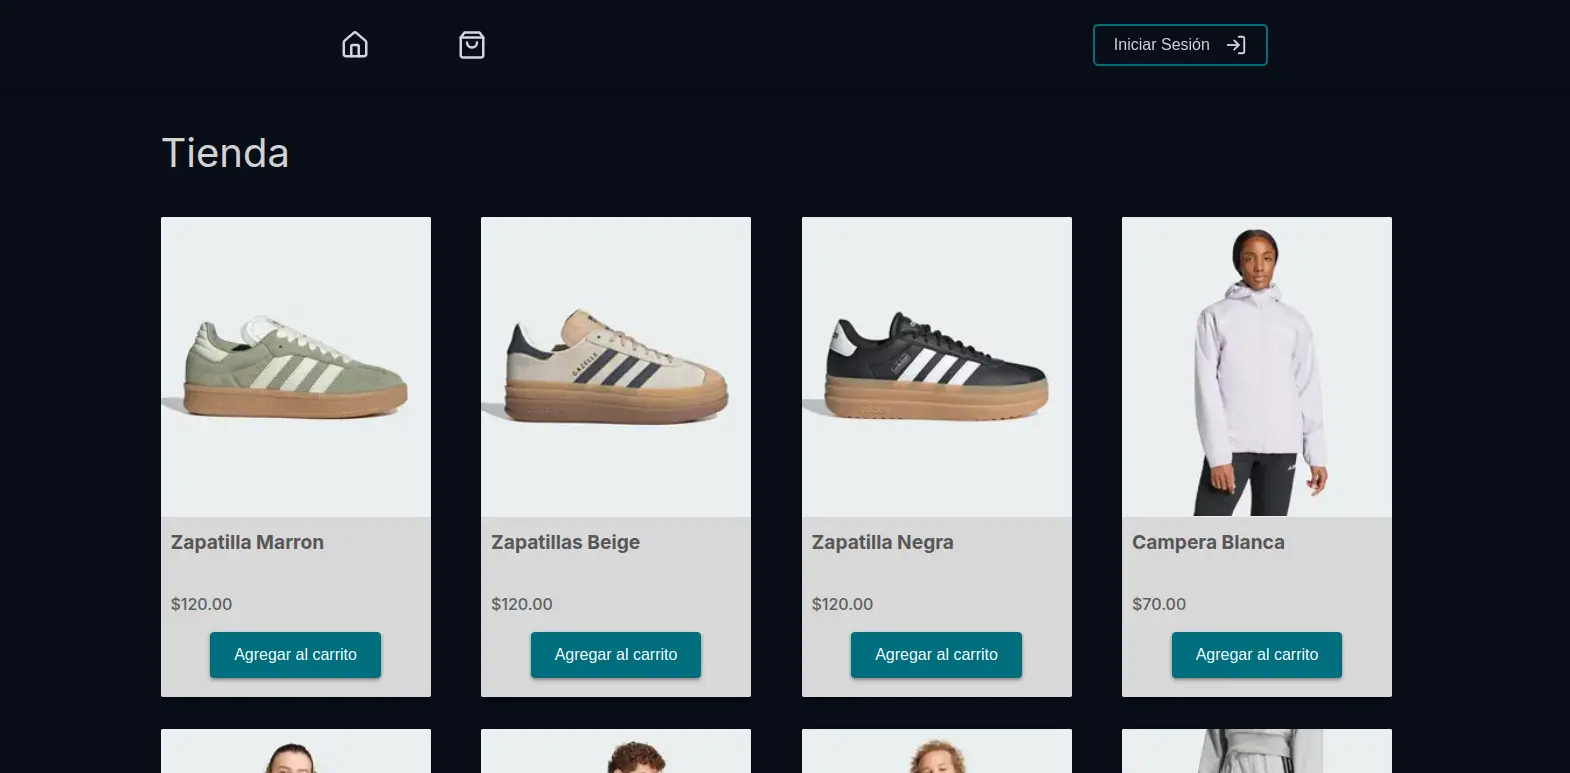 Iniciar Sesión
Tienda
GAZELLE
Zapatilla Marron
Zapatillas Beige
Zapatilla Negra
Campera Blanca
$120.00
$120.00
$120.00
$70.00
Agregar al carrito
Agregar al carrito
Agregar al carrito
Agregar al carrito